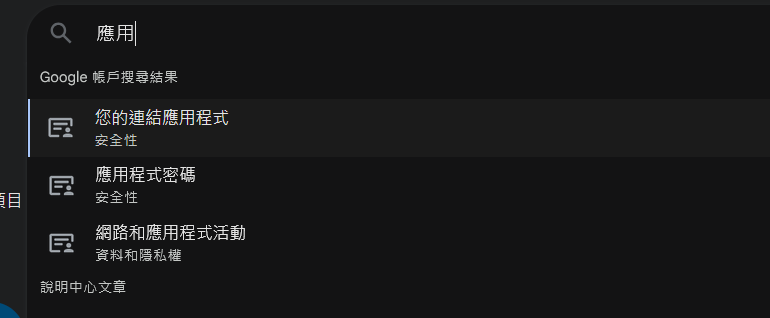 應用
Google 帳戶搜尋結果
您的連結應用程式
安全性
應用程式密碼
安全性
項目
網路和應用程式活動
資料和隱私權
說明中心文章